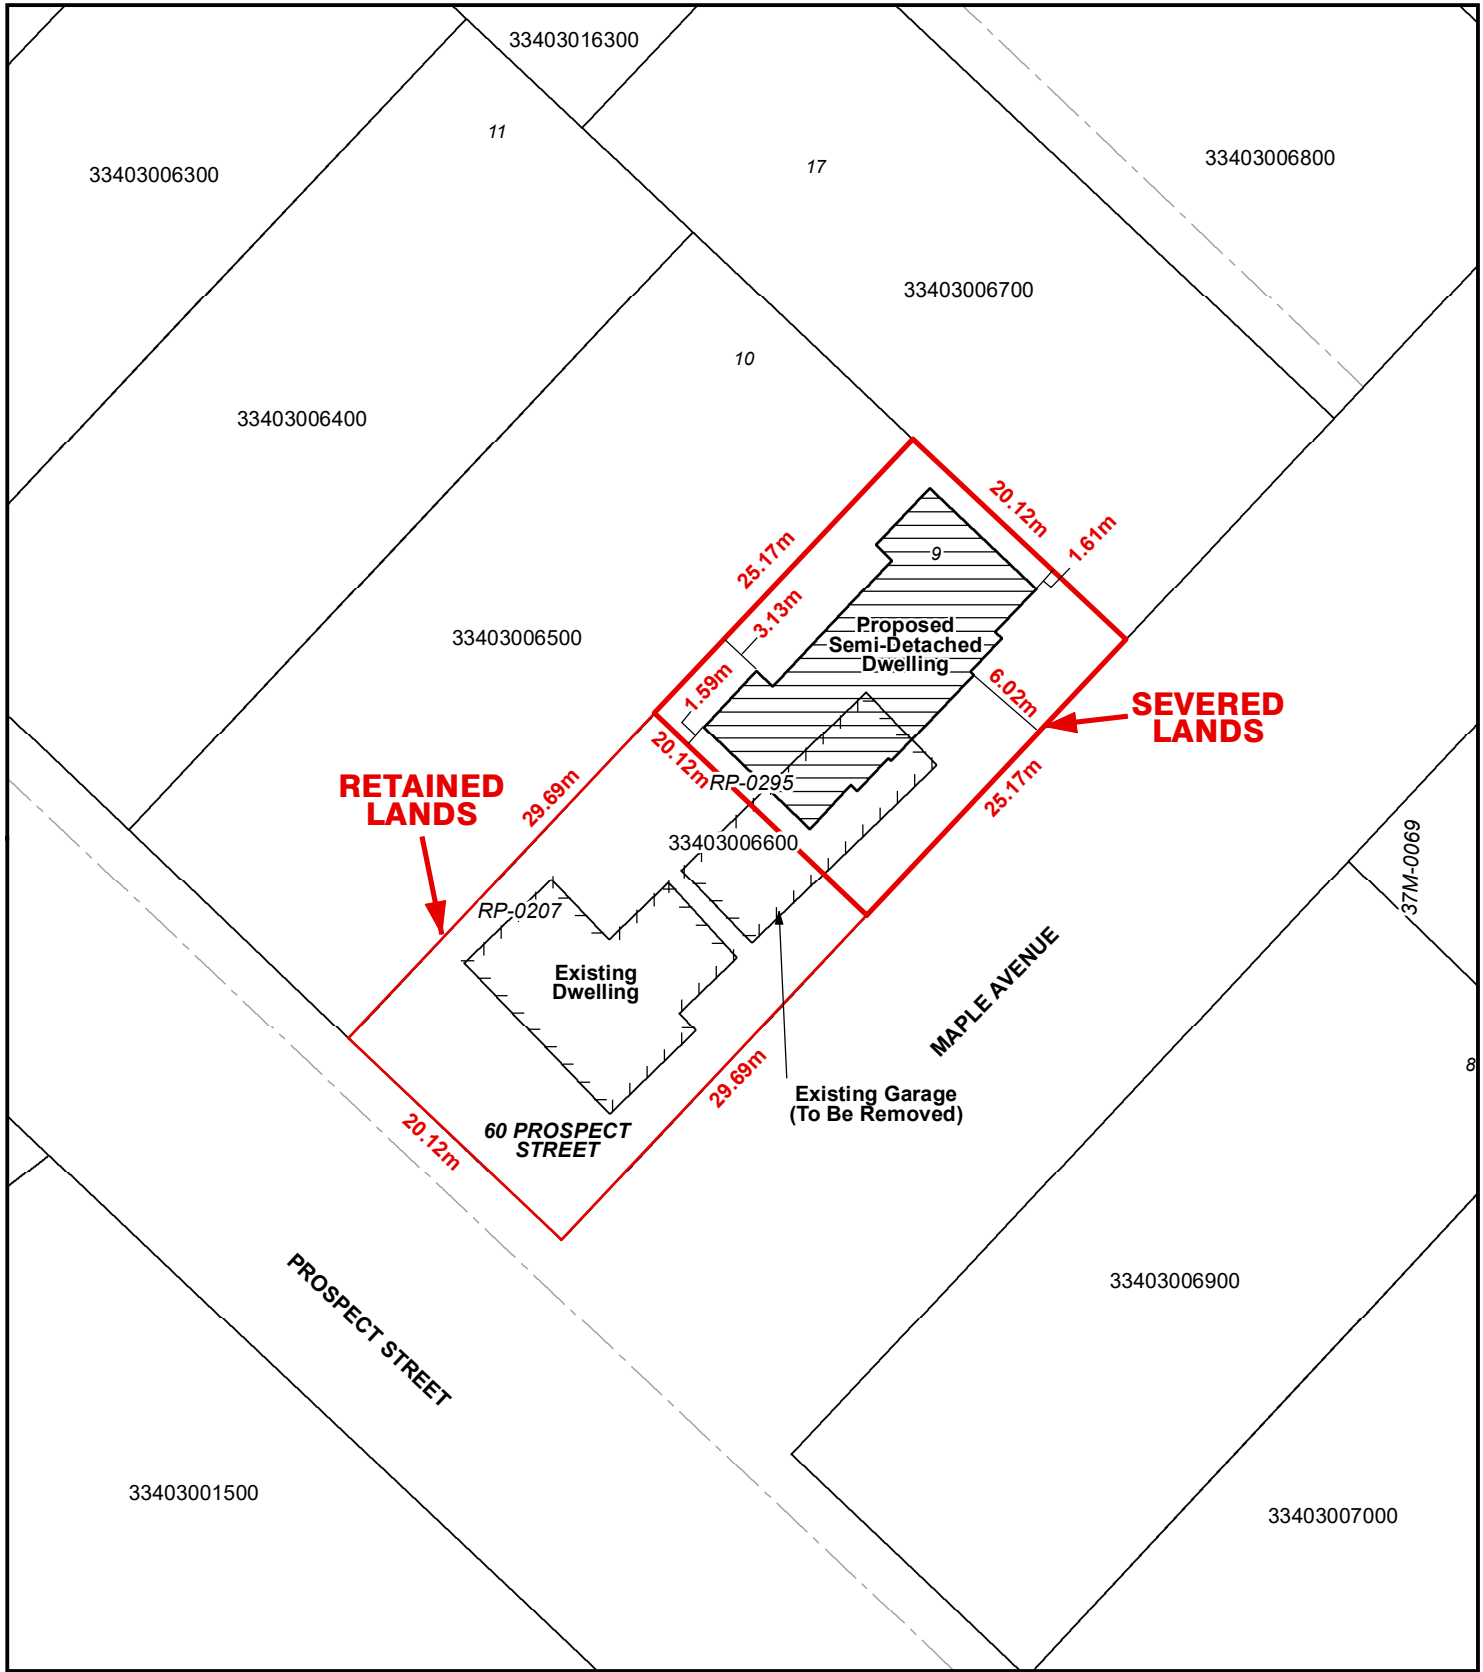 33403016300
11
33403006300
17
33403006800
33403006700
10
33403006400
20.12m
1.61m
25.17m
9
3.13m
Proposed
Semi-Detached
Dwelling
33403006500
1.59m
6.02m
SEVERED
LANDS
20.12m
RP-0295
25.17m
RETAINED
LANDS
29.69m
33403006600
37M-0069
RP-0207
Existing
Dwelling
MAPLE AVENUE
29.69m
8
Existing Garage
(To Be Removed)
20.12m
60 PROSPECT
STREET
PROSPECT STREET
33403006900
33403001500
33403007000